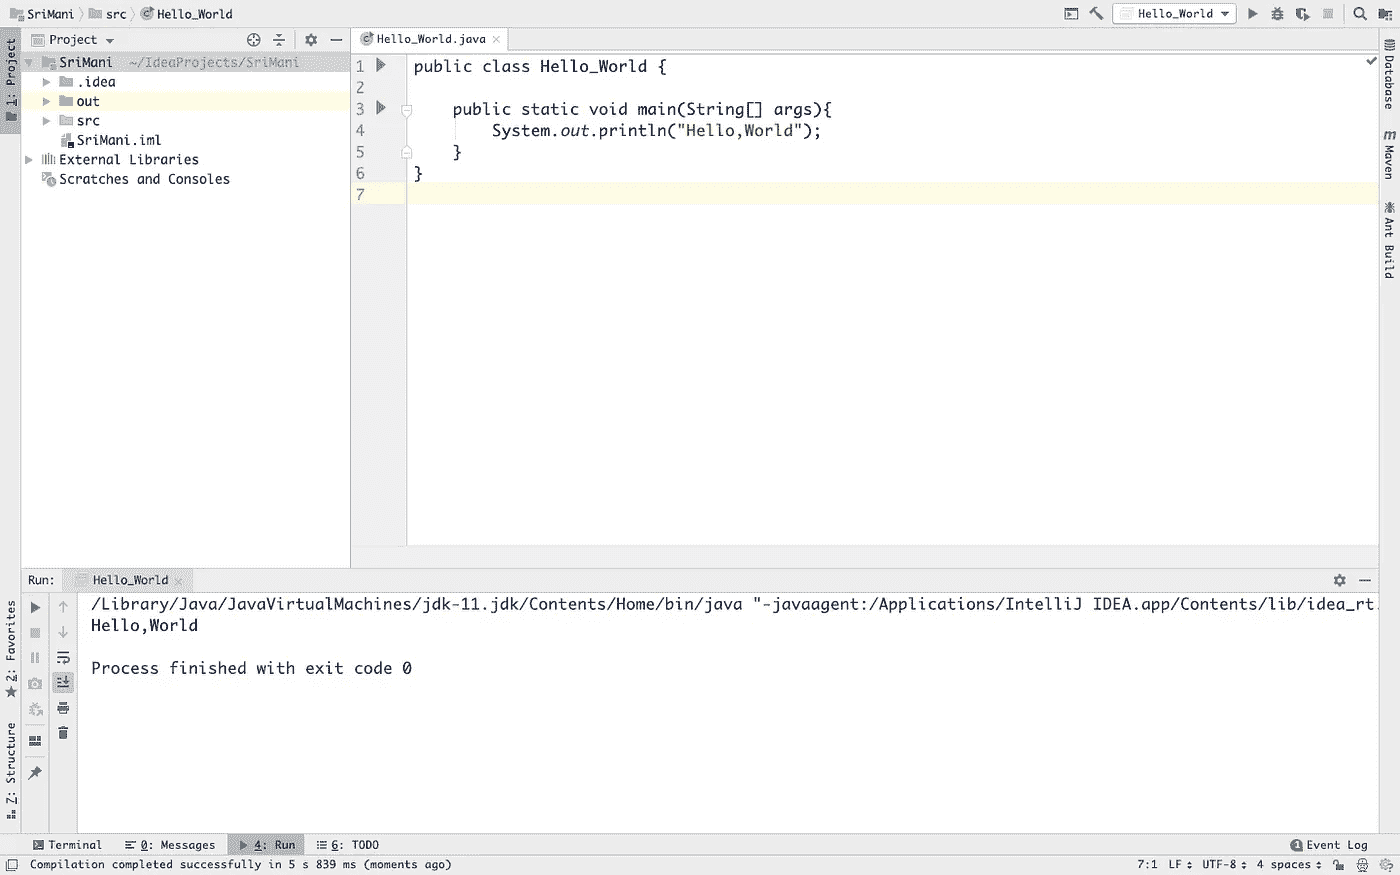 SriMani src Hello_World
Hello_World
1: Project
Project
Hello_World.java
SriMani ~/IdeaProjects/SriMani
.idea
out
src
SriMani.iml
External Libraries
Scratches and Consoles
1 public class Hello_World {
2
3     public static void main(String[] args){
4         System.out.println("Hello,World");
5     }
6 }
7
Database
m Maven
Ant Build
Run: Hello_World
/Library/Java/JavaVirtualMachines/jdk-11.jdk/Contents/Home/bin/java "-javaagent:/Applications/IntelliJ IDEA.app/Contents/lib/idea_rt.
Hello,World
Process finished with exit code 0
2: Favorites
Z: Structure
Terminal 0: Messages 4: Run 6: TODO 1 Event Log
Compilation completed successfully in 5 s 839 ms (moments ago) 7:1 LF UTF-8 4 spaces